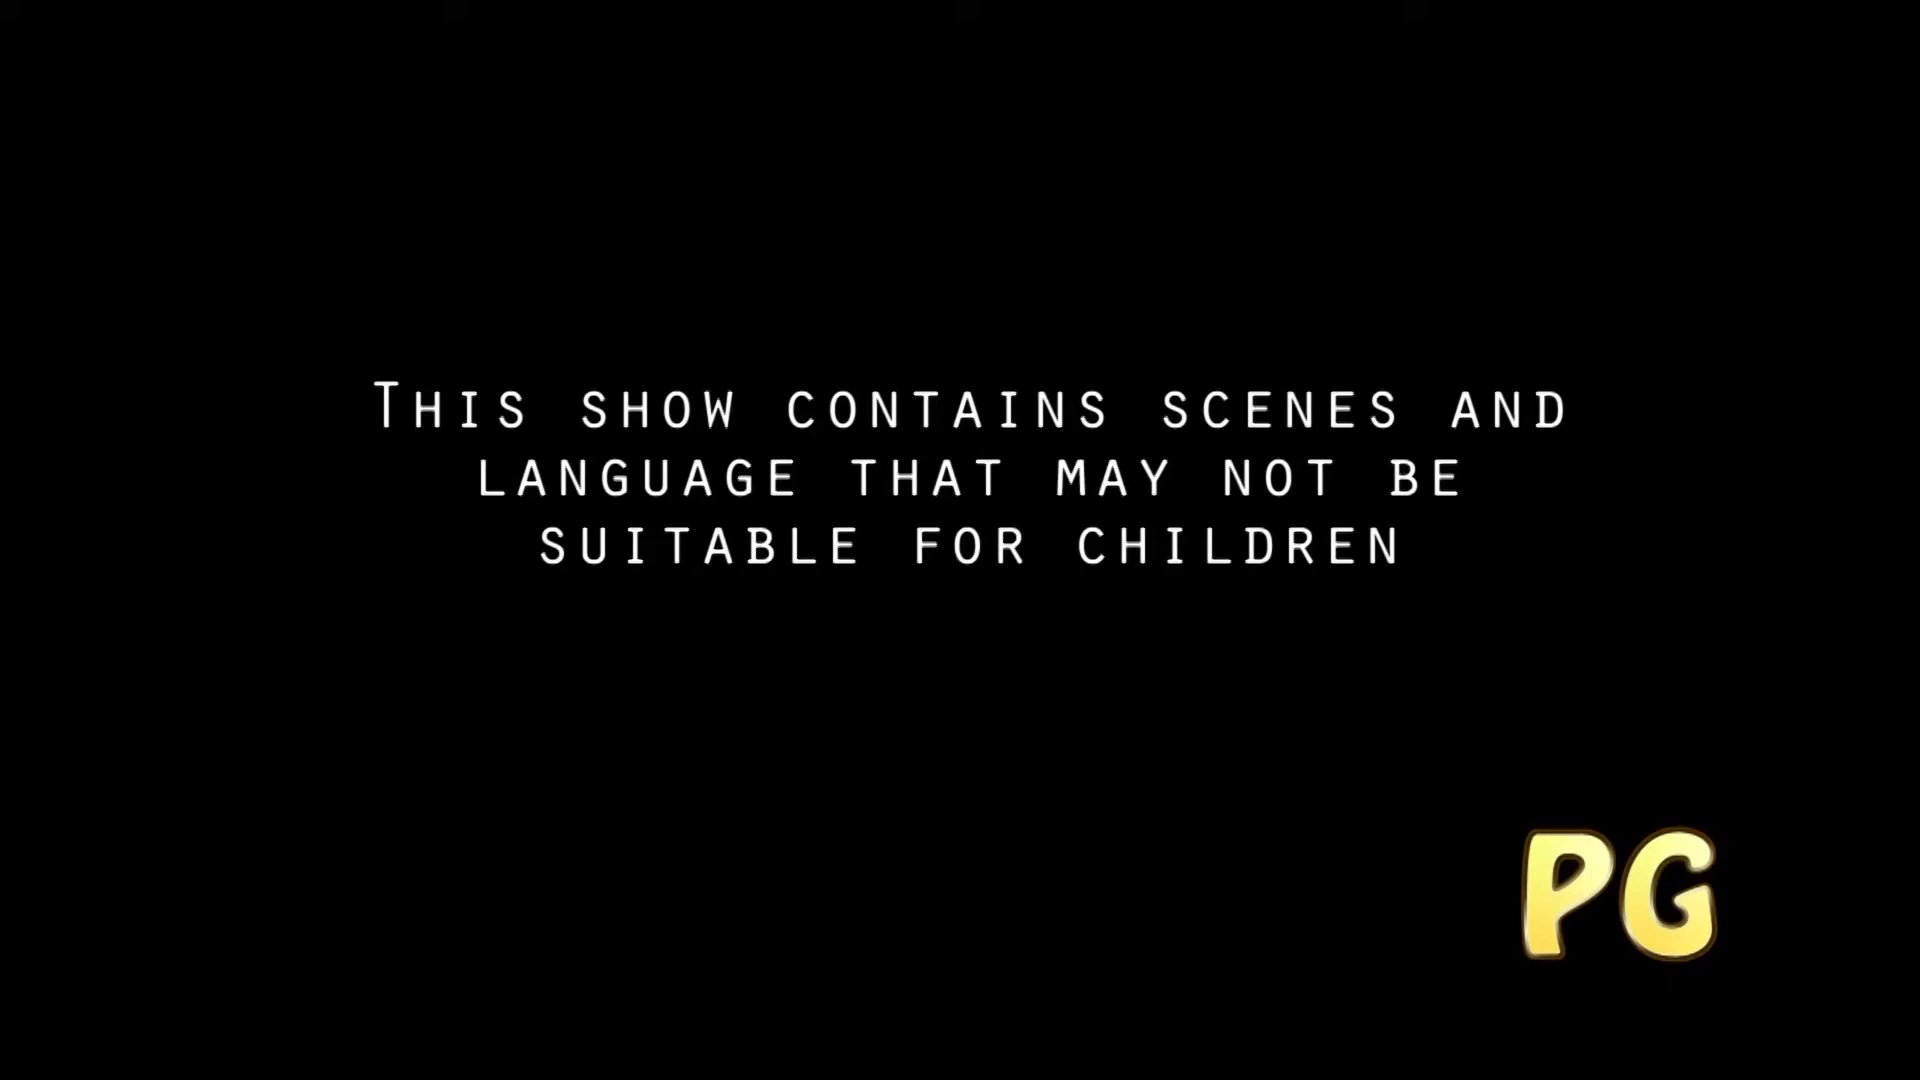 This show contains scenes and
language that may not be
suitable for children
PG